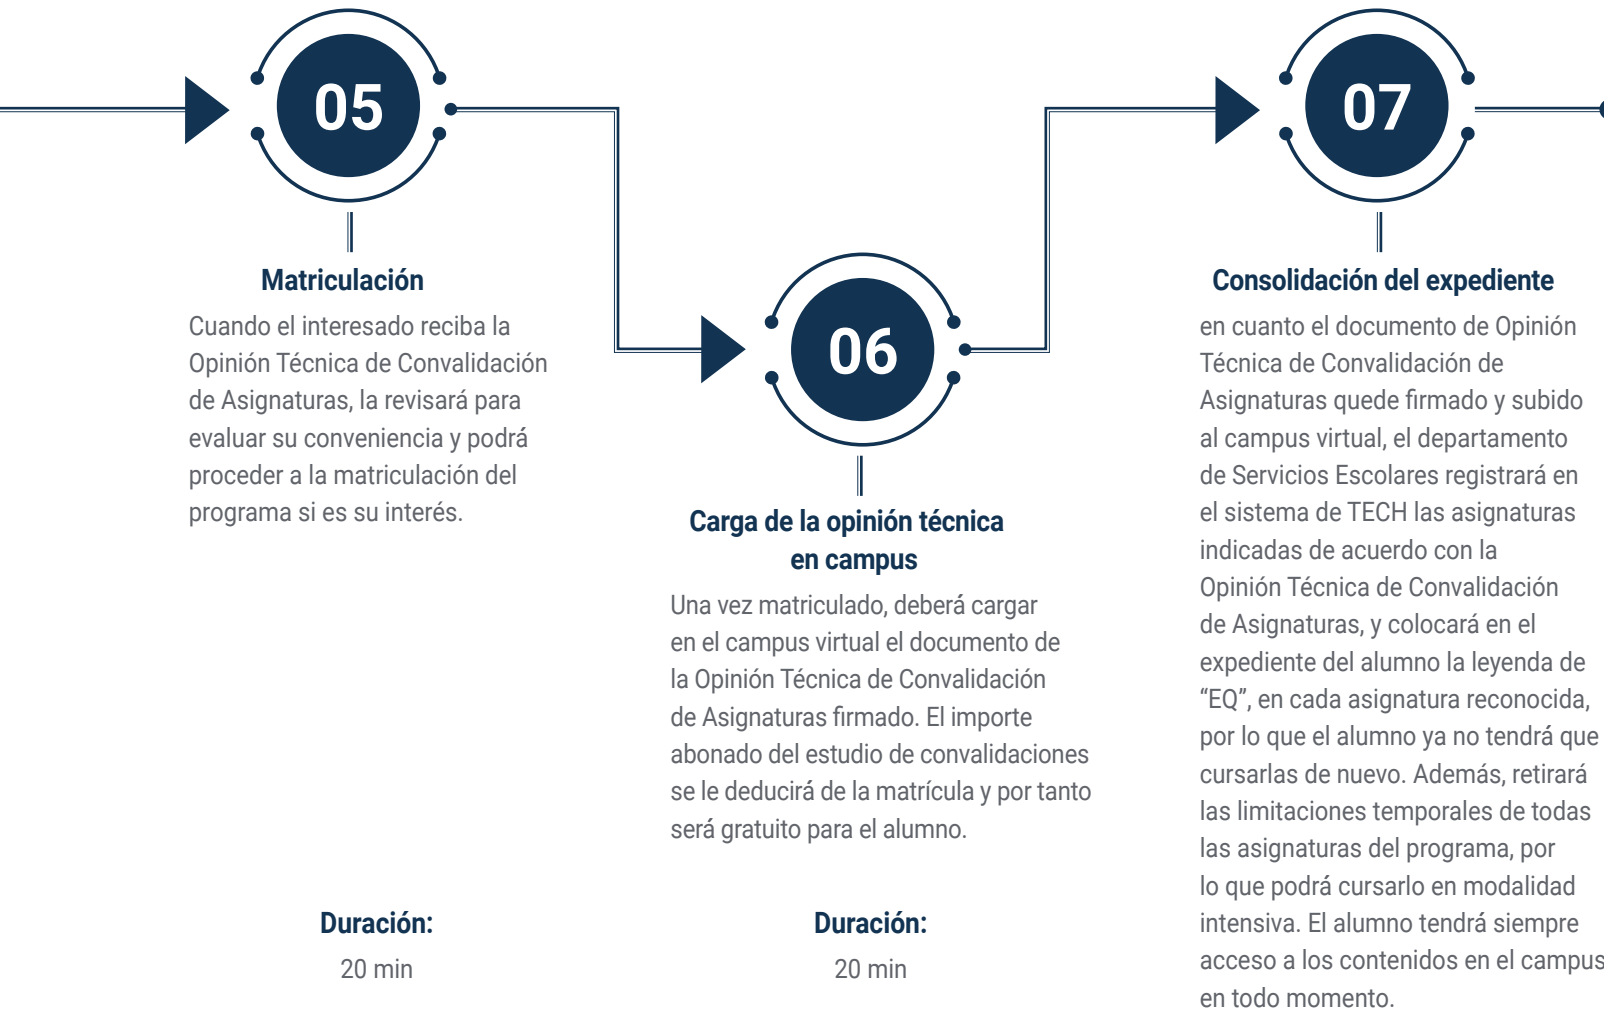 05
Matriculación
Cuando el interesado reciba la
Opinión Técnica de Convalidación
de Asignaturas, la revisará para
evaluar su conveniencia y podrá
proceder a la matriculación del
programa si es su interés.
Duración:
20 min
06
Carga de la opinión técnica
en campus
Una vez matriculado, deberá cargar
en el campus virtual el documento de
la Opinión Técnica de Convalidación
de Asignaturas firmado. El importe
abonado del estudio de convalidaciones
se le deducirá de la matrícula y por tanto
será gratuito para el alumno.
Duración:
20 min
07
Consolidación del expediente
en cuanto el documento de Opinión
Técnica de Convalidación de
Asignaturas quede firmado y subido
al campus virtual, el departamento
de Servicios Escolares registrará en
el sistema de TECH las asignaturas
indicadas de acuerdo con la
Opinión Técnica de Convalidación
de Asignaturas, y colocará en el
expediente del alumno la leyenda de
“EQ”, en cada asignatura reconocida,
por lo que el alumno ya no tendrá que
cursarlas de nuevo. Además, retirará
las limitaciones temporales de todas
las asignaturas del programa, por
lo que podrá cursarlo en modalidad
intensiva. El alumno tendrá siempre
acceso a los contenidos en el campus
en todo momento.